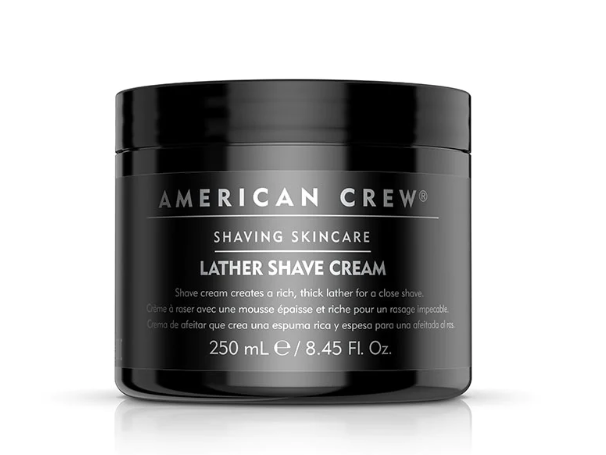 AMERICAN CREW®
SHAVING SKINCARE
LATHER SHAVE CREAM
Shave cream creates a rich, thick lather for a close shave.
Crème à raser avec une mousse épaisse et riche pour un rasage impeccable.
Crema de afeitar que crea una espuma rica y espesa para una afeitada al ras.
250 mL ℮ / 8.45 Fl. Oz.